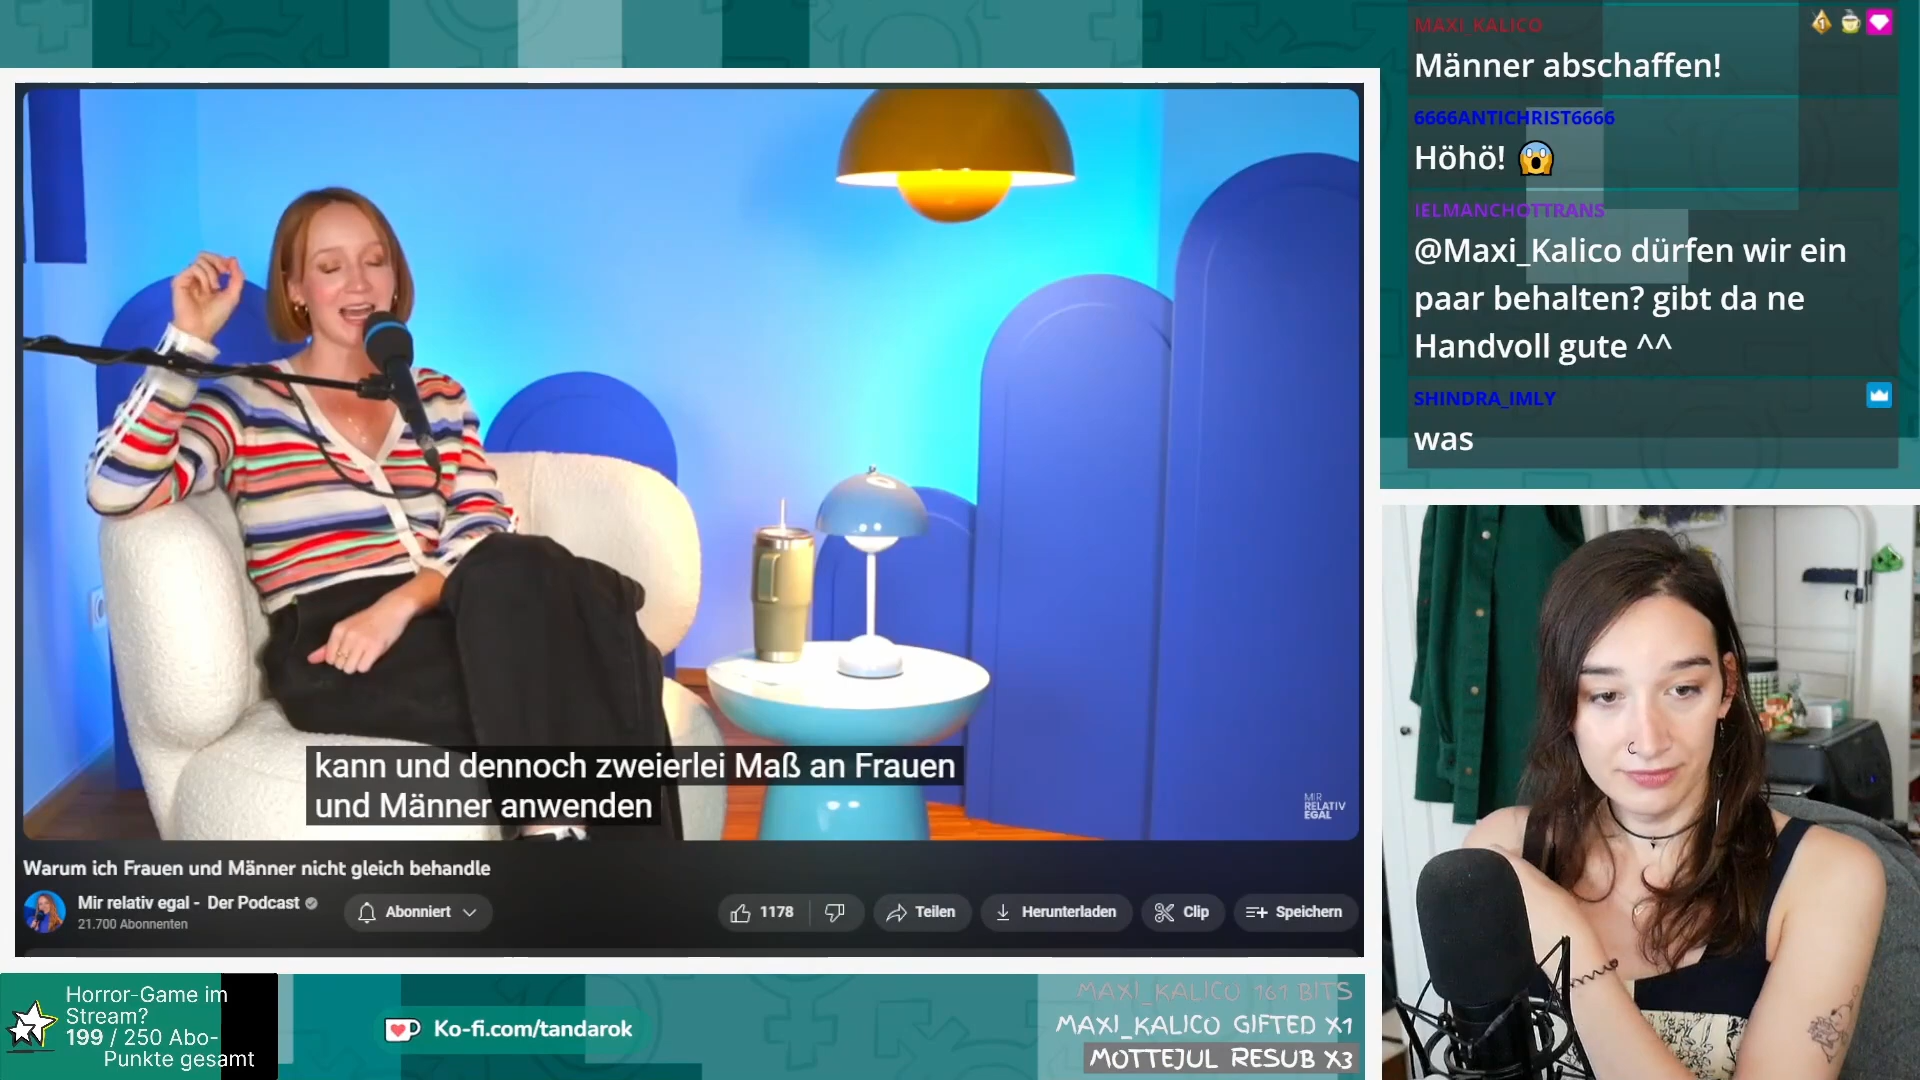 MAXI_KALICO
Männer abschaffen!
6666ANTICHRIST6666
Höhö!
IELMANCHOTTRANS
@Maxi_Kalico dürfen wir ein
paar behalten? gibt da ne
Handvoll gute ^^
SHINDRA_IMLY
was
kann und dennoch zweierlei Maß an Frauen
und Männer anwenden
MIR
RELATIV
EGAL
Warum ich Frauen und Männer nicht gleich behandle
Mir relativ egal - Der Podcast
21.700 Abonnenten
Abonniert
1178
Teilen
Herunterladen
Clip
Speichern
Horror-Game im
Stream?
199 / 250 Abo-
Punkte gesamt
Ko-fi.com/tandarok
MAXI_KALICO 161 BITS
MAXI_KALICO GIFTED X1
MOTTEJUL RESUB X3